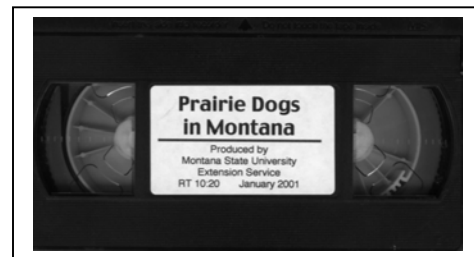 Prairie Dogs
in Montana
Produced by
Montana State University
Extension Service
RT 10:20 January 2001